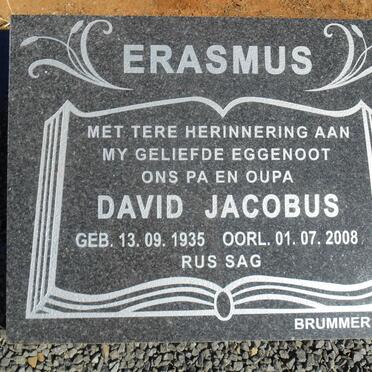 ERASMUS
MET TERE HERINNERING AAN
MY GELIEFDE EGGENOOT
ONS PA EN OUPA
DAVID JACOBUS
GEB. 13. 09. 1935 OORL. 01. 07. 2008
RUS SAG
BRUMMER